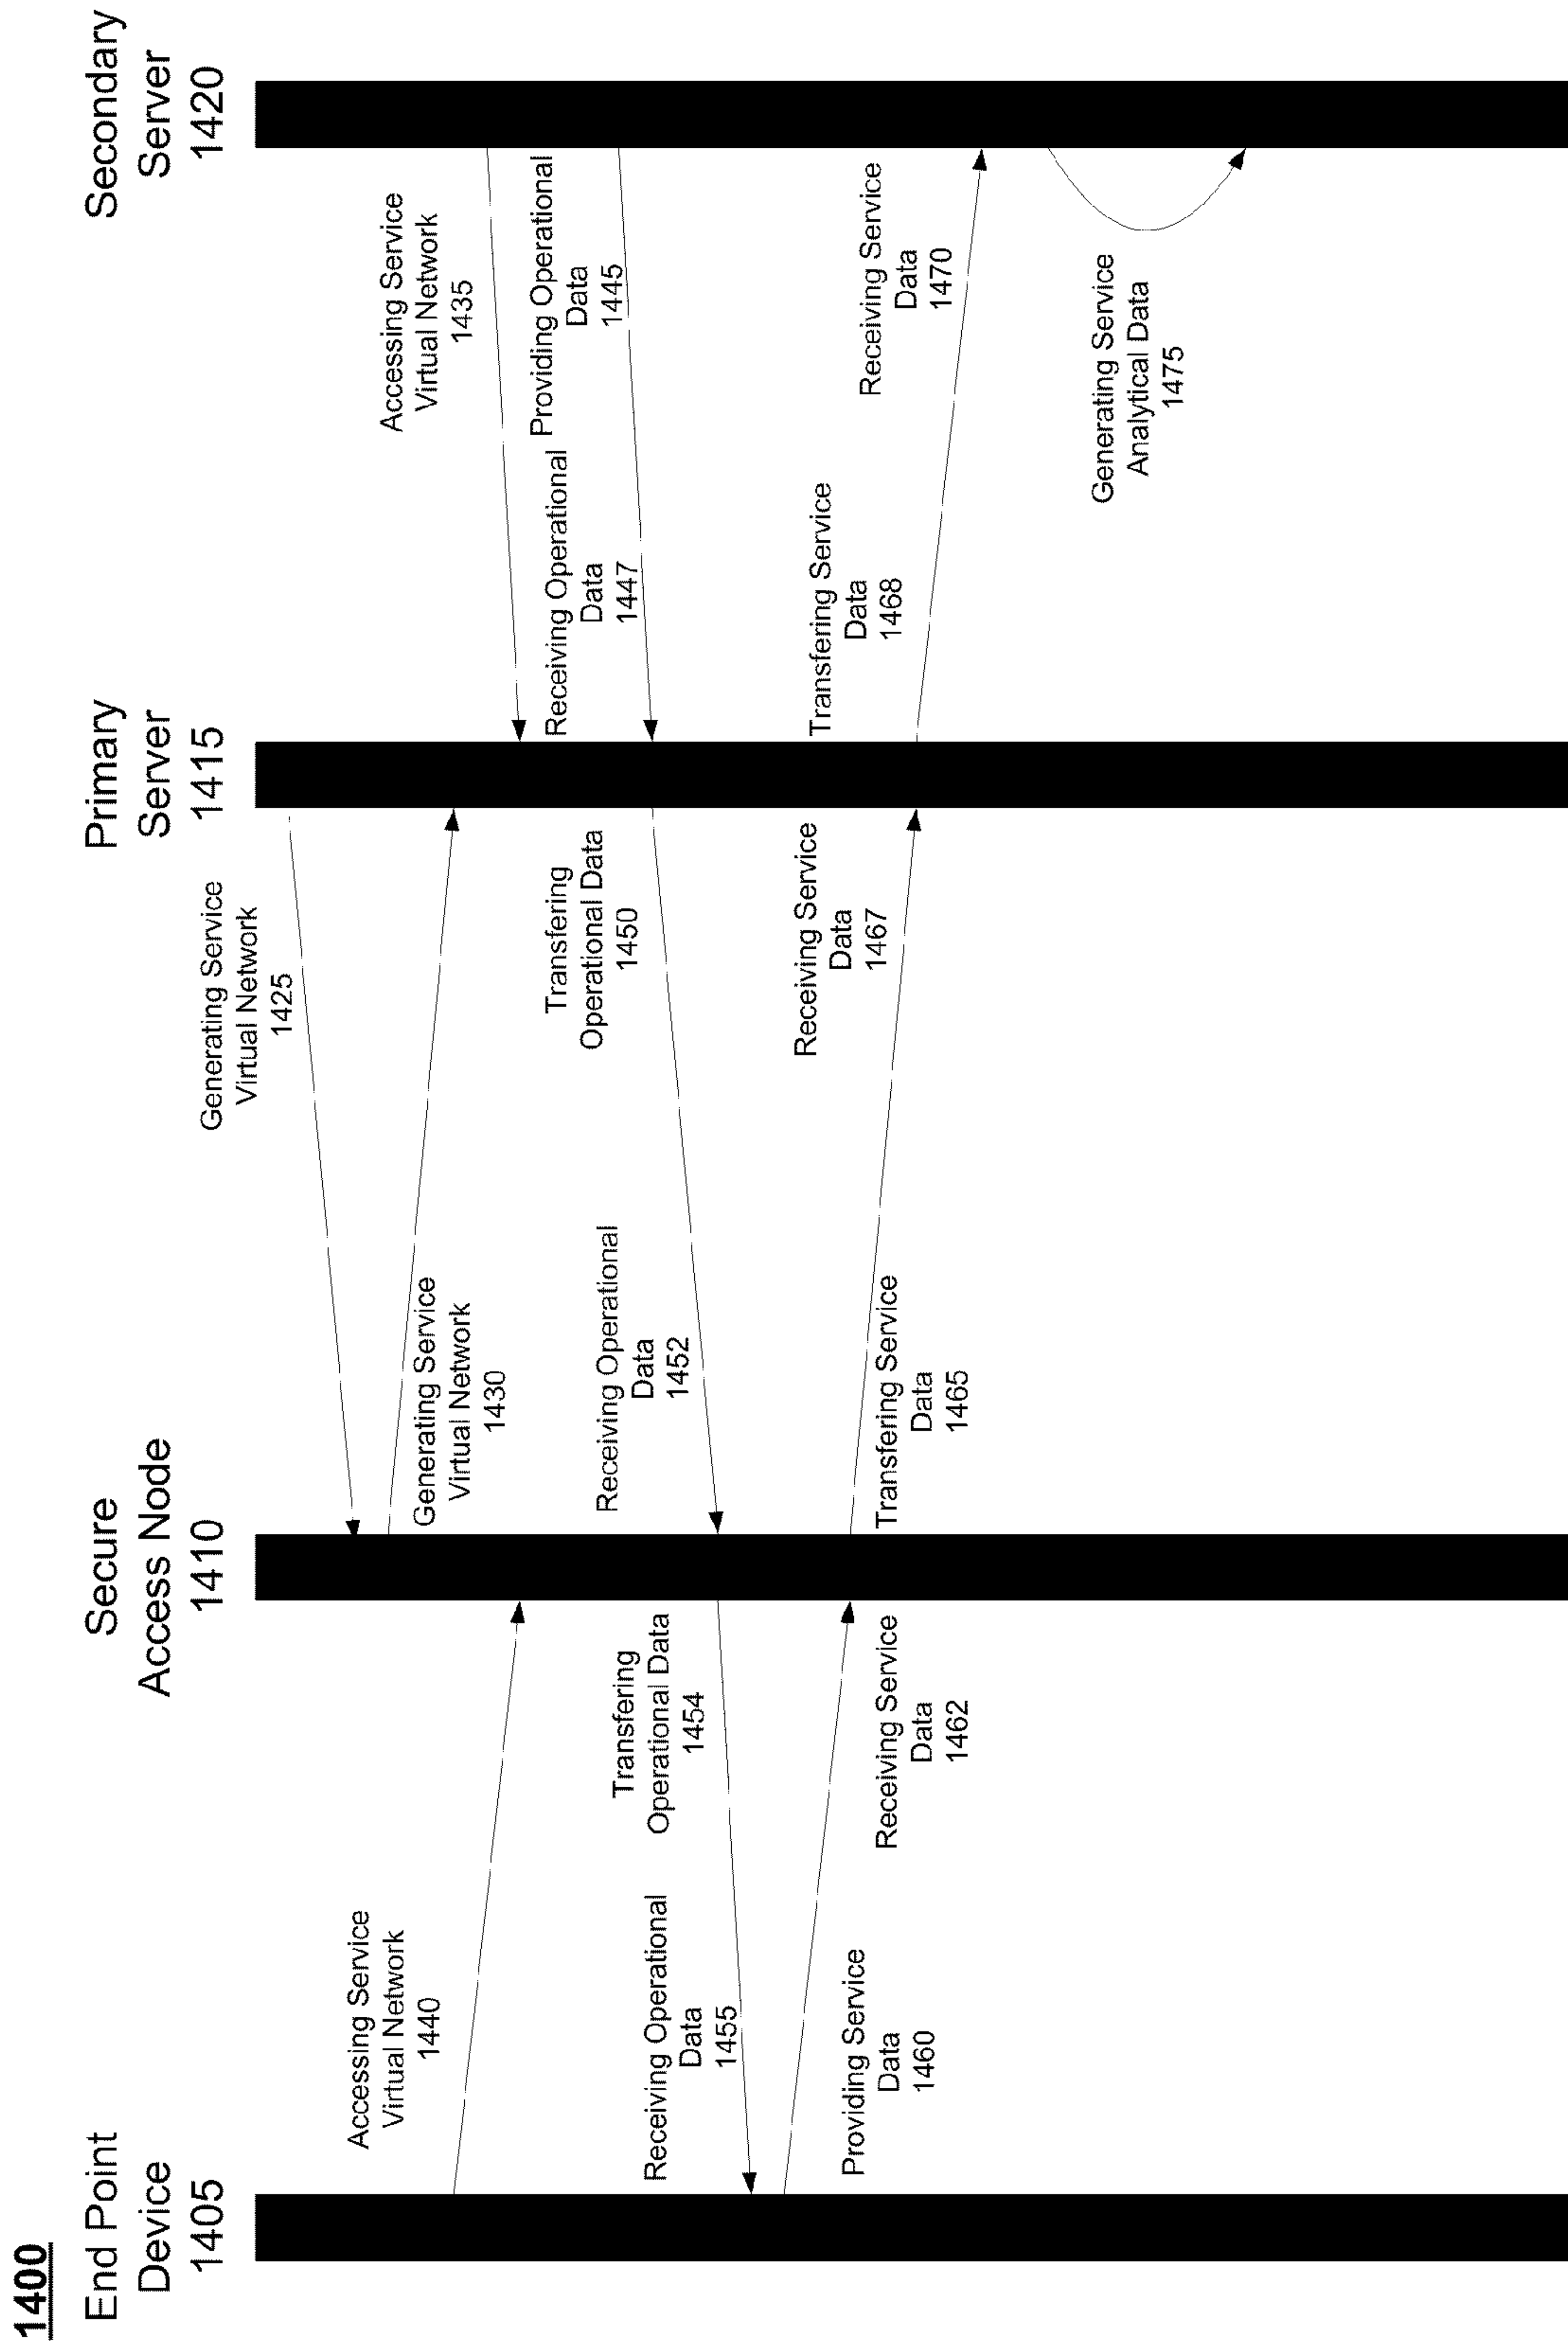 1400
End Point
Device
1405
Secure
Access Node
1410
Primary
Server
1415
Secondary
Server
1420
Generating Service
Virtual Network
1425
Generating Service
Virtual Network
1430
Accessing Service
Virtual Network
1435
Accessing Service
Virtual Network
1440
Providing Operational
Data
1445
Receiving Operational
Data
1447
Transfering
Operational Data
1450
Receiving Operational
Data
1452
Transfering
Operational Data
1454
Receiving Operational
Data
1455
Providing Service
Data
1460
Receiving Service
Data
1462
Transfering Service
Data
1465
Receiving Service
Data
1467
Transfering Service
Data
1468
Receiving Service
Data
1470
Generating Service
Analytical Data
1475